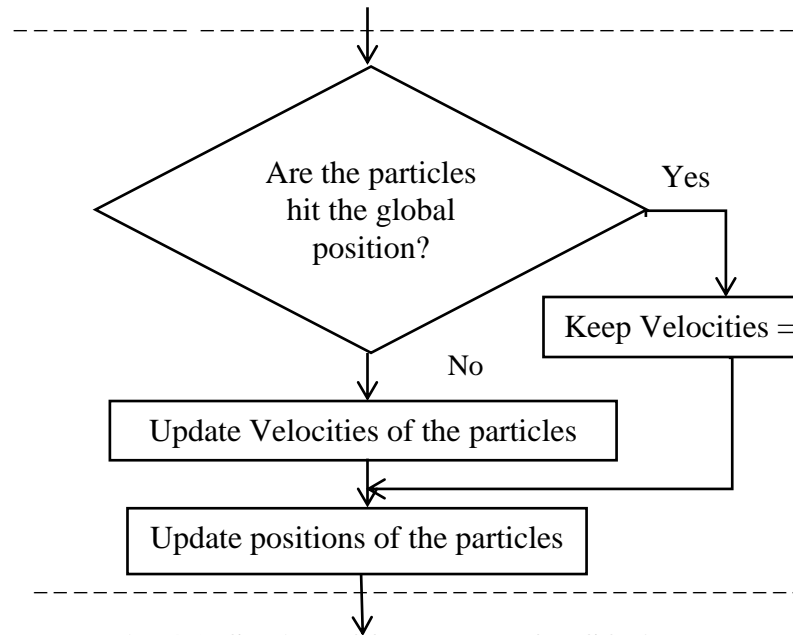 Are the particles
hit the global
position?
Yes
Keep Velocities =
No
Update Velocities of the particles
Update positions of the particles